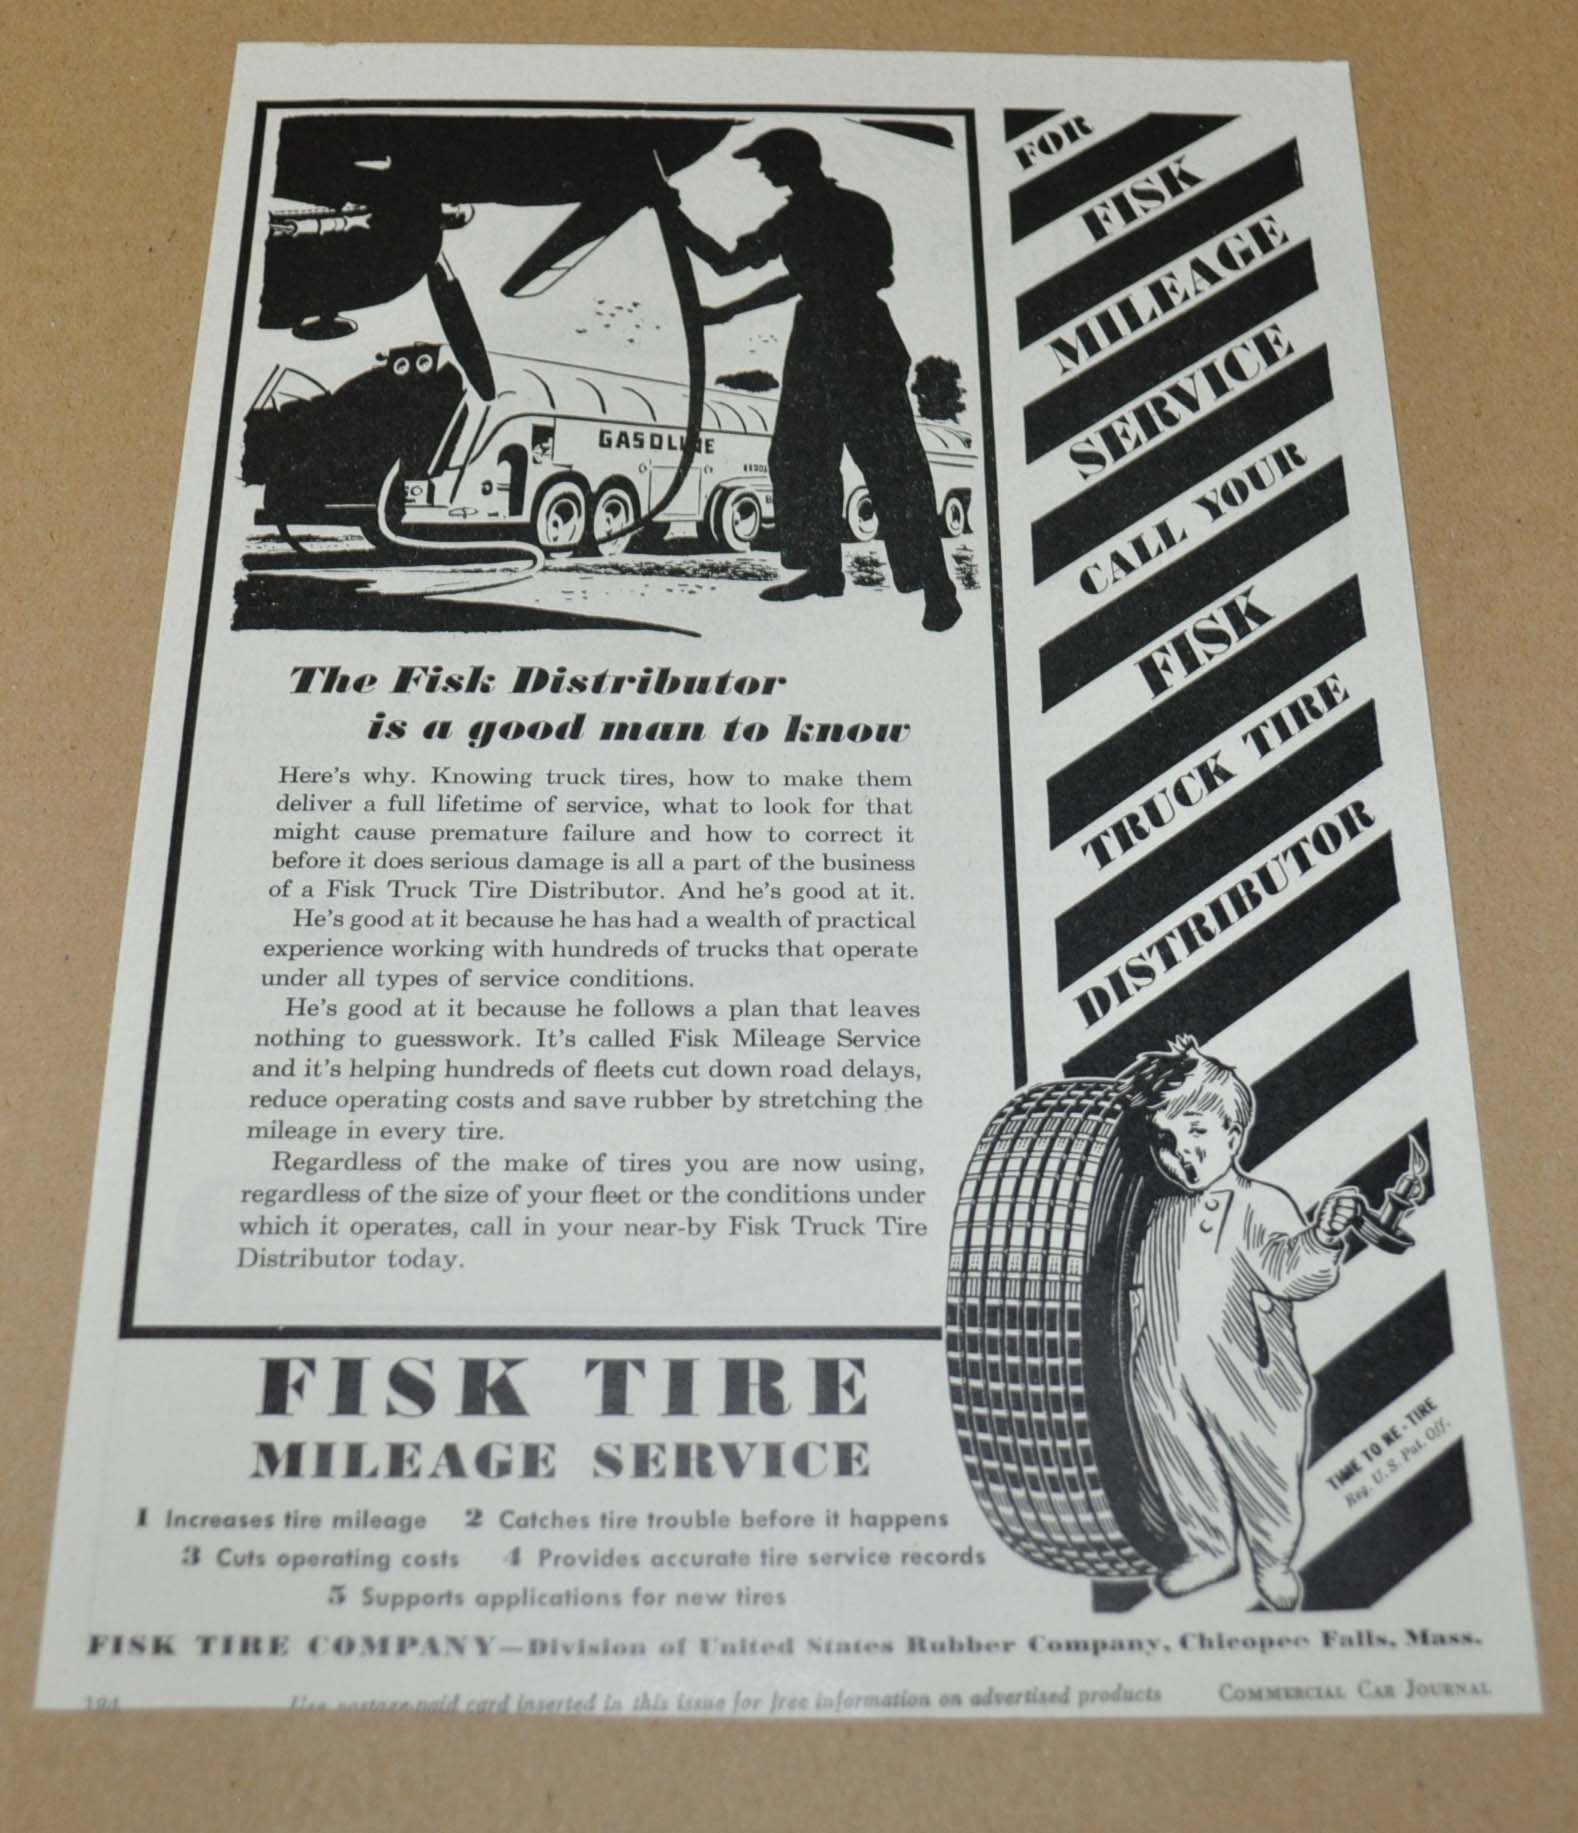 GASOLINE
The Fisk Distributor
is a good man to know
Here's why. Knowing truck tires, how to make them
deliver a full lifetime of service, what to look for that
might cause premature failure and how to correct it
before it does serious damage is all a part of the business
of a Fisk Truck Tire Distributor. And he's good at it.
He's good at it because he has had a wealth of practical
experience working with hundreds of trucks that operate
under all types of service conditions.
He's good at it because he follows a plan that leaves
nothing to guesswork. It's called Fisk Mileage Service
and it's helping hundreds of fleets cut down road delays,
reduce operating costs and save rubber by stretching the
mileage in every tire.
Regardless of the make of tires you are now using,
regardless of the size of your fleet or the conditions under
which it operates, call in your near-by Fisk Truck Tire
Distributor today.
FOR
FISK
MILEAGE
SERVICE
CALL YOUR
FISK
TRUCK TIRE
DISTRIBUTOR
TIME TO RE-TIRE
Reg. U. S. Pat. Off.
FISK TIRE
MILEAGE SERVICE
1 Increases tire mileage 2 Catches tire trouble before it happens
3 Cuts operating costs 4 Provides accurate tire service records
5 Supports applications for new tires
FISK TIRE COMPANY—Division of United States Rubber Company, Chicopee Falls, Mass.
194 Use postage-paid card inserted in this issue for free information on advertised products COMMERCIAL CAR JOURNAL